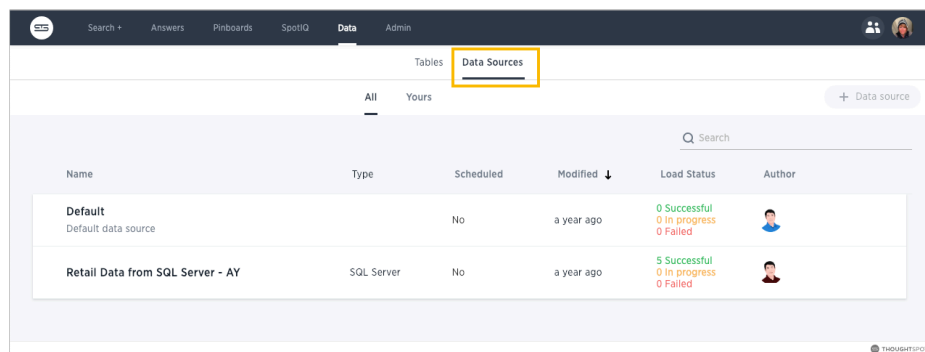 Search + Answers Pinboards SpotIQ Data Admin
Tables Data Sources
All Yours
+ Data source
Search
Name Type Scheduled Modified ↓ Load Status Author
Default
Default data source
No a year ago
0 Successful
0 In progress
0 Failed
Retail Data from SQL Server - AY SQL Server No a year ago
5 Successful
0 In progress
0 Failed
THOUGHTSPO